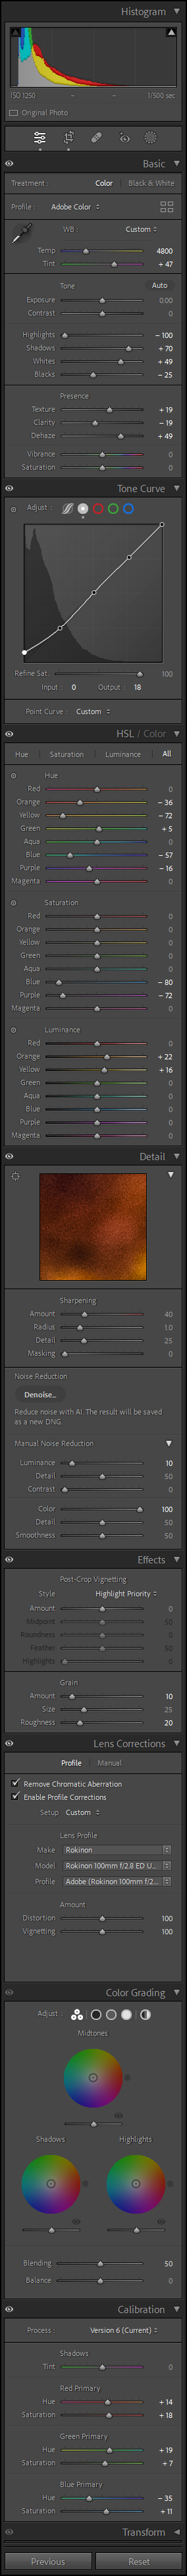 Histogram
ISO 1250 – – 1/500 sec
Original Photo
Basic
Treatment : Color Black & White
Profile : Adobe Color
WB : Custom
Temp 4800
Tint + 47
Tone Auto
Exposure 0.00
Contrast 0
Highlights – 100
Shadows + 70
Whites + 49
Blacks – 25
Presence
Texture + 19
Clarity – 19
Dehaze + 49
Vibrance 0
Saturation 0
Tone Curve
Adjust :
Refine Sat. 100
Input : 0 Output : 18
Point Curve : Custom
HSL / Color
Hue Saturation Luminance All
Hue
Red 0
Orange – 36
Yellow – 72
Green + 5
Aqua 0
Blue – 57
Purple – 16
Magenta 0
Saturation
Red 0
Orange 0
Yellow 0
Green 0
Aqua 0
Blue – 80
Purple – 72
Magenta 0
Luminance
Red 0
Orange + 22
Yellow + 16
Green 0
Aqua 0
Blue 0
Purple 0
Magenta 0
Detail
Sharpening
Amount 40
Radius 1.0
Detail 25
Masking 0
Noise Reduction
Denoise...
Reduce noise with AI. The result will be saved
as a new DNG.
Manual Noise Reduction
Luminance 10
Detail 50
Contrast 0
Color 100
Detail 50
Smoothness 50
Effects
Post-Crop Vignetting
Style Highlight Priority
Amount 0
Midpoint 50
Roundness 0
Feather 50
Highlights 0
Grain
Amount 10
Size 25
Roughness 20
Lens Corrections
Profile Manual
Remove Chromatic Aberration
Enable Profile Corrections
Setup Custom
Lens Profile
Make Rokinon
Model Rokinon 100mm f/2.8 ED U...
Profile Adobe (Rokinon 100mm f/2...
Amount
Distortion 100
Vignetting 100
Color Grading
Adjust :
Midtones
Shadows Highlights
Blending 50
Balance 0
Calibration
Process : Version 6 (Current)
Shadows
Tint 0
Red Primary
Hue + 14
Saturation + 18
Green Primary
Hue + 19
Saturation + 7
Blue Primary
Hue – 35
Saturation + 11
Transform
Previous Reset